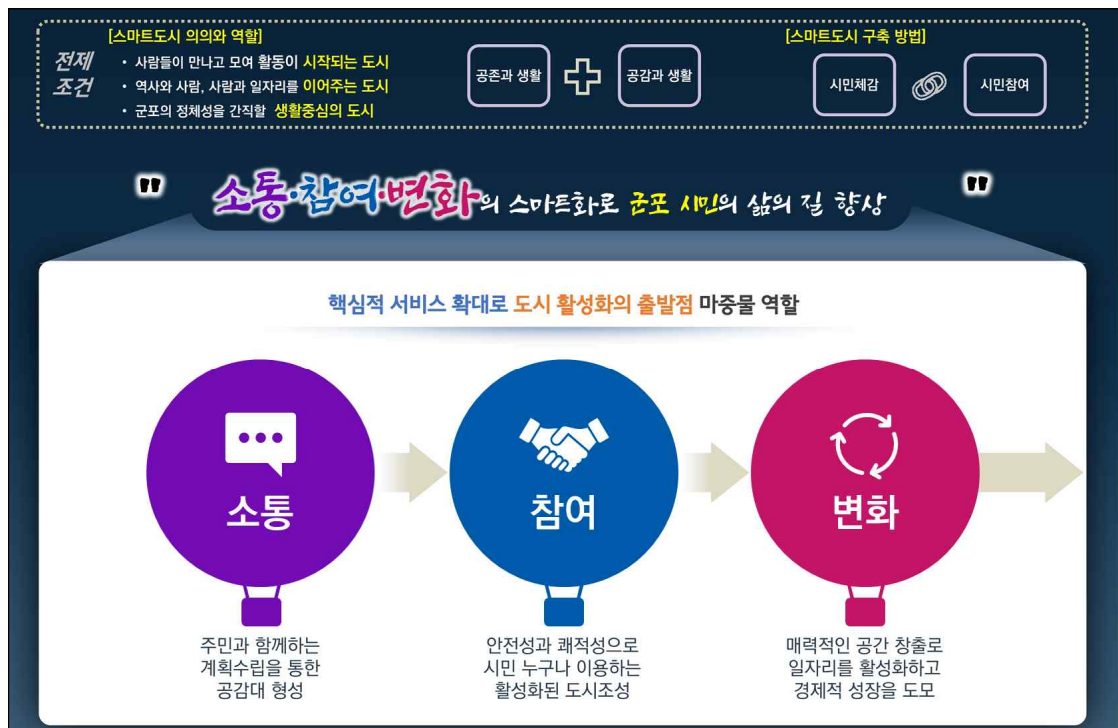 전제
조건
[스마트도시 의의와 역할]
• 사람들이 만나고 모여 활동이 시작되는 도시
• 역사와 사람, 사람과 일자리를 이어주는 도시
• 군포의 정체성을 간직할 생활중심의 도시
공존과 생활
공감과 생활
[스마트도시 구축 방법]
시민체감
시민참여
" 소통·참여·변화의 스마트화로 군포 시민의 삶의 질 향상 "
핵심적 서비스 확대로 도시 활성화의 출발점 마중물 역할
소통
주민과 함께하는
계획수립을 통한
공감대 형성
참여
안전성과 쾌적성으로
시민 누구나 이용하는
활성화된 도시조성
변화
매력적인 공간 창출로
일자리를 활성화하고
경제적 성장을 도모